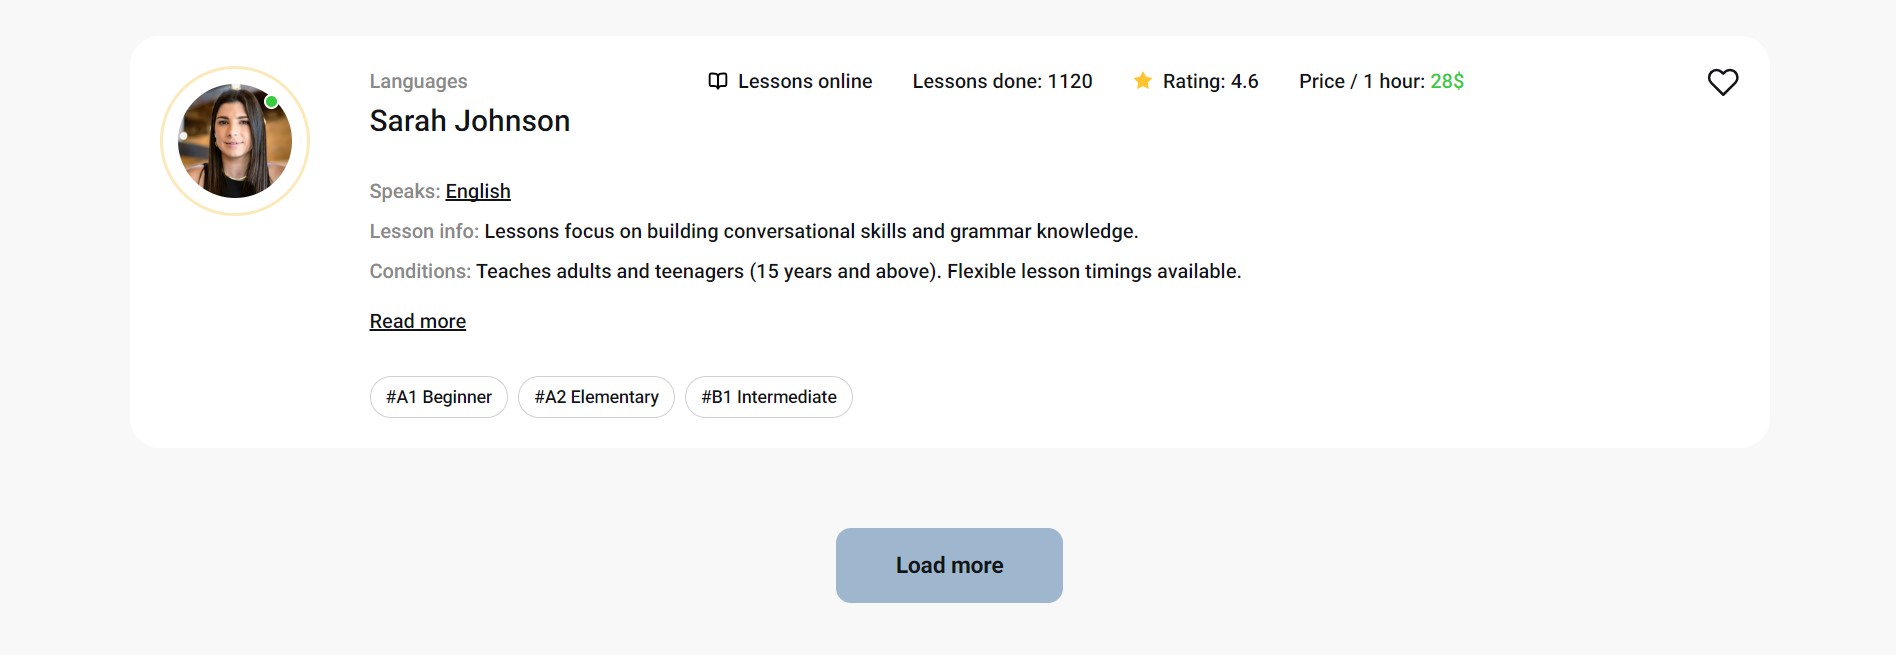 Languages
Lessons online Lessons done: 1120 Rating: 4.6 Price / 1 hour: 28$
Sarah Johnson
Speaks: English
Lesson info: Lessons focus on building conversational skills and grammar knowledge.
Conditions: Teaches adults and teenagers (15 years and above). Flexible lesson timings available.
Read more
#A1 Beginner #A2 Elementary #B1 Intermediate
Load more